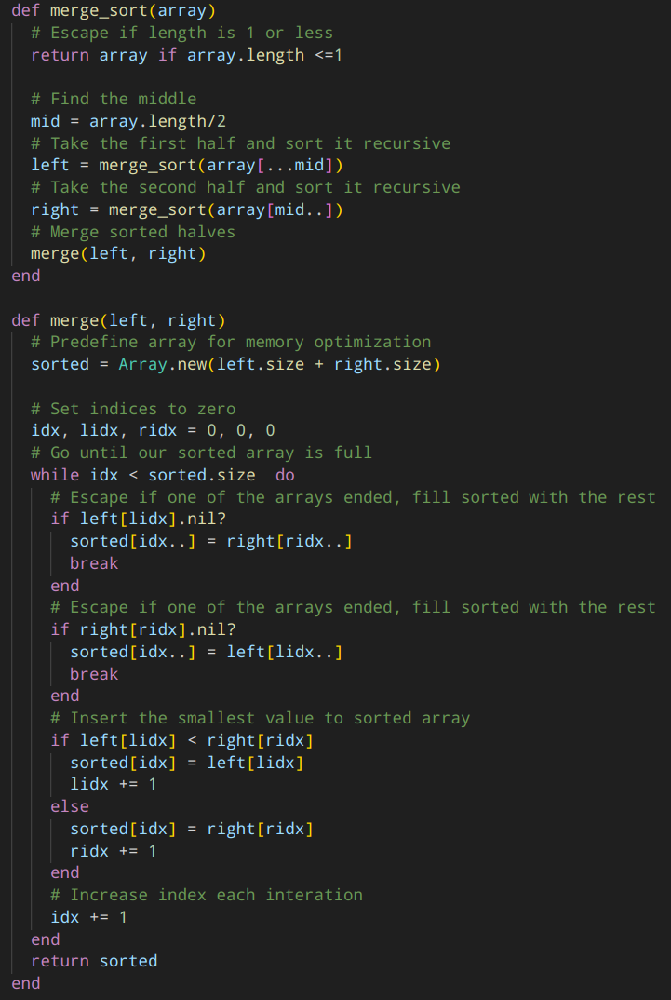 def merge_sort(array)
  # Escape if length is 1 or less
  return array if array.length <=1

  # Find the middle
  mid = array.length/2
  # Take the first half and sort it recursive
  left = merge_sort(array[...mid])
  # Take the second half and sort it recursive
  right = merge_sort(array[mid..])
  # Merge sorted halves
  merge(left, right)
end

def merge(left, right)
  # Predefine array for memory optimization
  sorted = Array.new(left.size + right.size)

  # Set indices to zero
  idx, lidx, ridx = 0, 0, 0
  # Go until our sorted array is full
  while idx < sorted.size  do
    # Escape if one of the arrays ended, fill sorted with the rest
    if left[lidx].nil?
      sorted[idx..] = right[ridx..]
      break
    end
    # Escape if one of the arrays ended, fill sorted with the rest
    if right[ridx].nil?
      sorted[idx..] = left[lidx..]
      break
    end
    # Insert the smallest value to sorted array
    if left[lidx] < right[ridx]
      sorted[idx] = left[lidx]
      lidx += 1
    else
      sorted[idx] = right[ridx]
      ridx += 1
    end
    # Increase index each interation
    idx += 1
  end
  return sorted
end